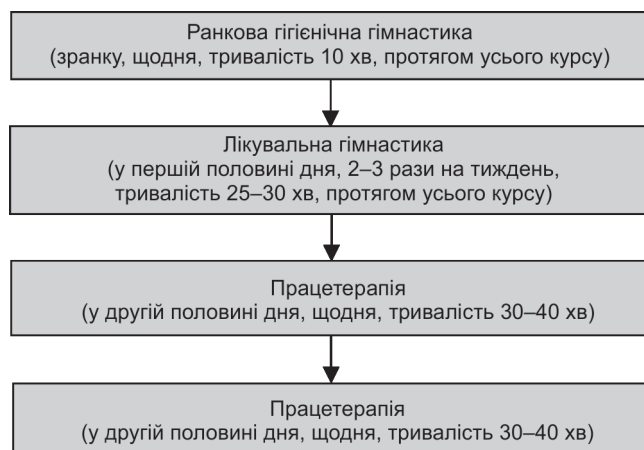 Ранкова гігієнічна гімнастика
(зранку, щодня, тривалість 10 хв, протягом усього курсу)
Лікувальна гімнастика
(у першій половині дня, 2–3 рази на тиждень,
тривалість 25–30 хв, протягом усього курсу)
Працетерапія
(у другій половині дня, щодня, тривалість 30–40 хв)
Працетерапія
(у другій половині дня, щодня, тривалість 30–40 хв)